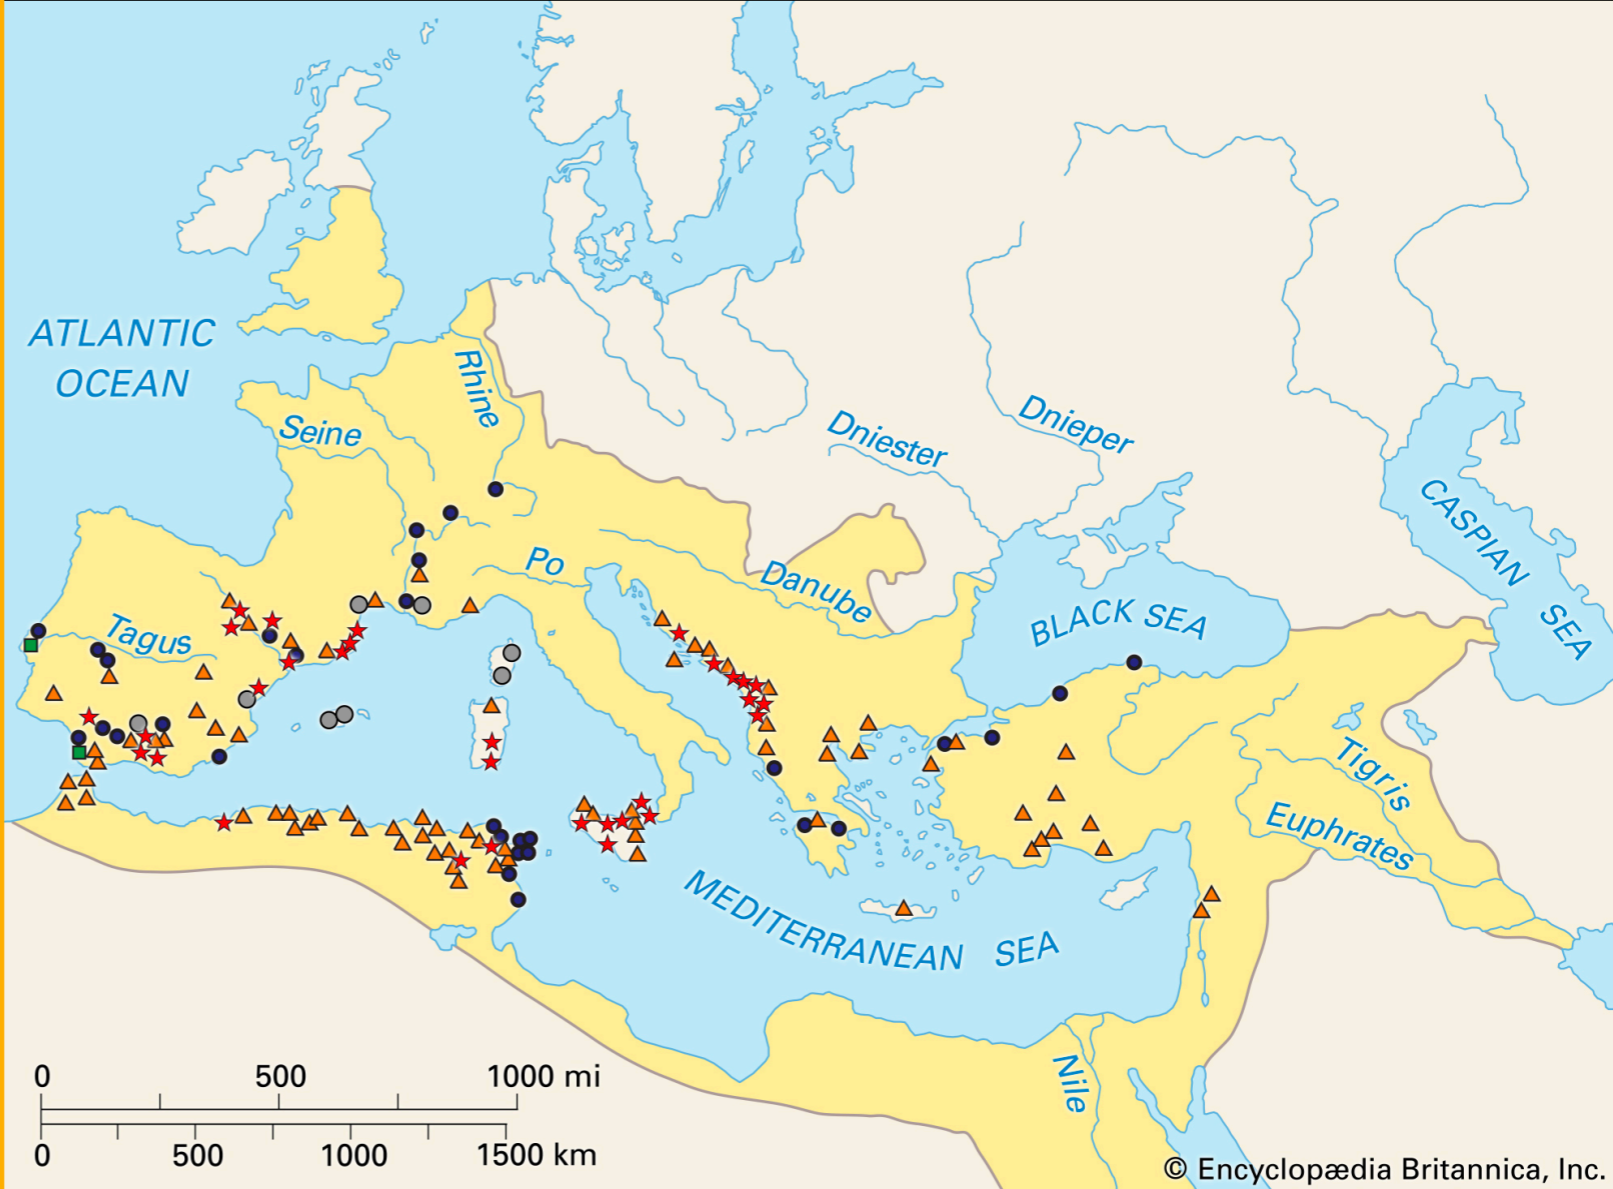 ATLANTIC
OCEAN
Rhine
Seine
Dniester
Dnieper
CASPIAN SEA
Po
Danube
BLACK SEA
Tagus
Tigris
Euphrates
MEDITERRANEAN SEA
Nile
0 500 1000 mi
0 500 1000 1500 km
© Encyclopædia Britannica, Inc.